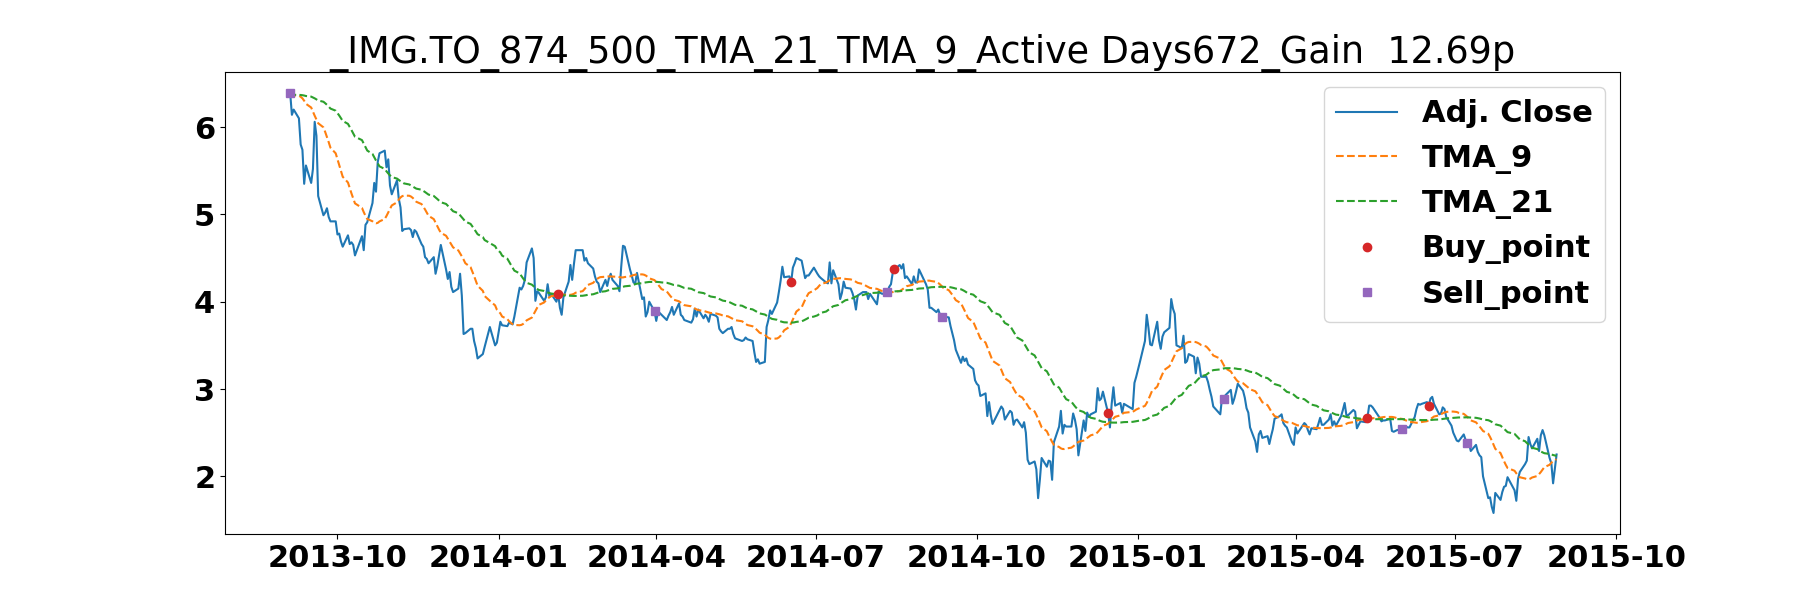 _IMG.TO_874_500_TMA_21_TMA_9_Active Days672_Gain  12.69p
Adj. Close
TMA_9
TMA_21
Buy_point
Sell_point
6
5
4
3
2
2013-10
2014-01
2014-04
2014-07
2014-10
2015-01
2015-04
2015-07
2015-10